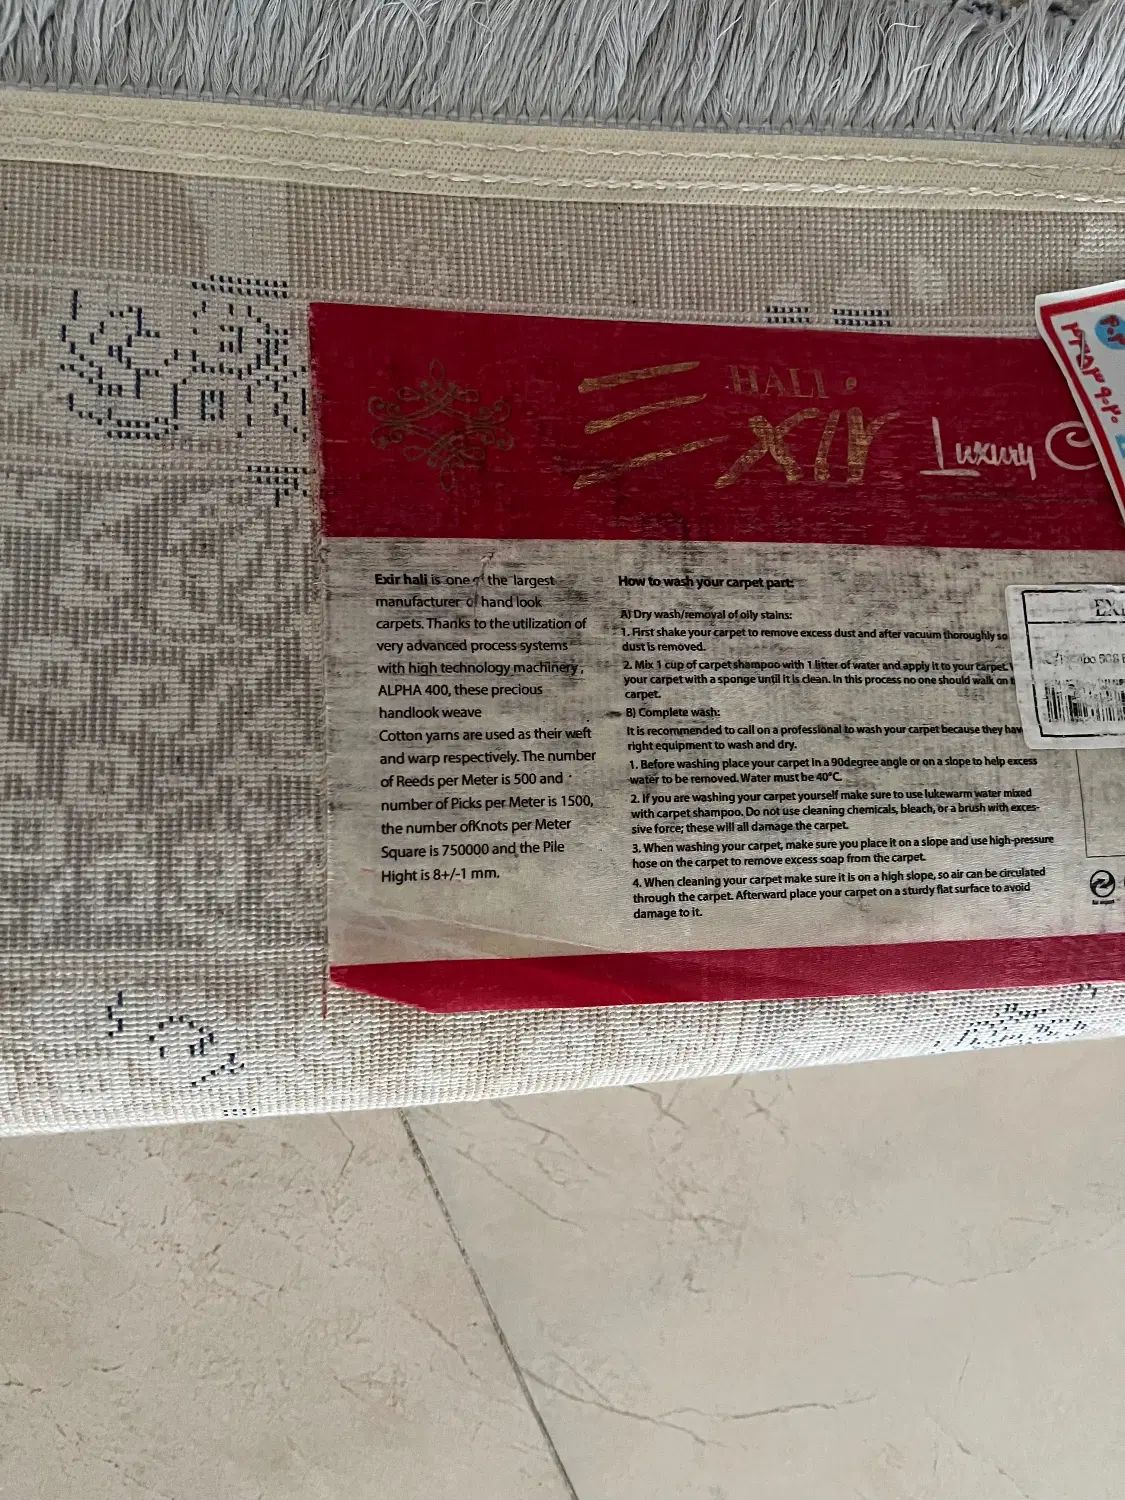 HALI
EXIR
Luxury
Exir hali is one of the largest
manufacturer of hand look
carpets. Thanks to the utilization of
very advanced process systems
with high technology machinery,
ALPHA 400, these precious
handlook weave
Cotton yarns are used as their weft
and warp respectively. The number
of Reeds per Meter is 500 and
number of Picks per Meter is 1500,
the number ofKnots per Meter
Square is 750000 and the Pile
Hight is 8+/-1 mm.
How to wash your carpet part:
A) Dry wash/removal of oily stains:
1. First shake your carpet to remove excess dust and after vacuum thoroughly so
dust is removed.
2. Mix 1 cup of carpet shampoo with 1 litter of water and apply it to your carpet.
your carpet with a sponge until it is clean. In this process no one should walk on
carpet.
B) Complete wash:
It is recommended to call on a professional to wash your carpet because they hav
right equipment to wash and dry.
1. Before washing place your carpet in a 90degree angle or on a slope to help excess
water to be removed. Water must be 40°C.
2. If you are washing your carpet yourself make sure to use lukewarm water mixed
with carpet shampoo. Do not use cleaning chemicals, bleach, or a brush with exces-
sive force; these will all damage the carpet.
3. When washing your carpet, make sure you place it on a slope and use high-pressure
hose on the carpet to remove excess soap from the carpet.
4. When cleaning your carpet make sure it is on a high slope, so air can be circulated
through the carpet. Afterward place your carpet on a sturdy flat surface to avoid
damage to it.
EX